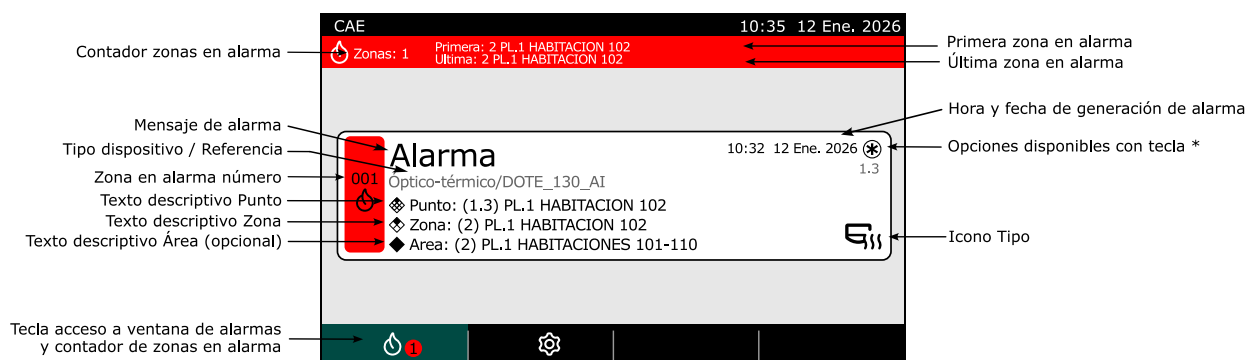 CAE
10:35 12 Ene. 2026
Contador zonas en alarma
Zonas: 1
Primera: 2 PL.1 HABITACION 102
Ultima: 2 PL.1 HABITACION 102
Primera zona en alarma
Última zona en alarma
Hora y fecha de generación de alarma
Mensaje de alarma
Alarma
10:32 12 Ene. 2026
Opciones disponibles con tecla *
Tipo dispositivo / Referencia
1.3
Zona en alarma número
001
Optico-térmico/DOTE_130_AI
Texto descriptivo Punto
Punto: (1.3) PL.1 HABITACION 102
Texto descriptivo Zona
Zona: (2) PL.1 HABITACION 102
Texto descriptivo Área (opcional)
Area: (2) PL.1 HABITACIONES 101-110
Icono Tipo
Tecla acceso a ventana de alarmas
y contador de zonas en alarma
1